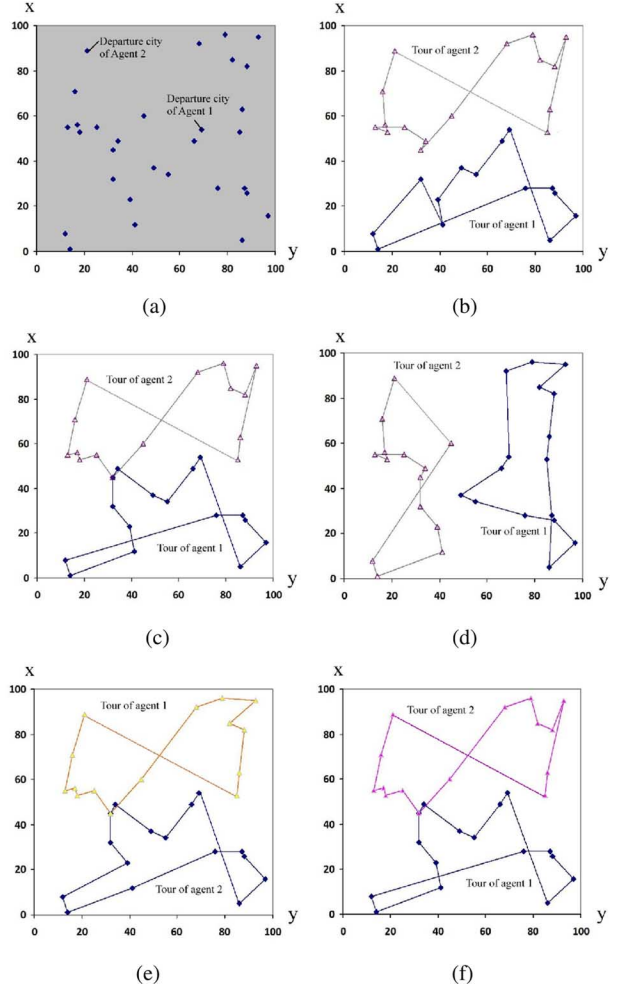 x
x
100
80
60
40
20
0
Departure city
of Agent 2
Departure city
of Agent 1
0 20 40 60 80 100
y
(a)
100
80
60
40
20
0
Tour of agent 2
Tour of agent 1
0 20 40 60 80 100
y
(b)
x
x
100
80
60
40
20
0
Tour of agent 2
Tour of agent 1
0 20 40 60 80 100
y
(c)
100
80
60
40
20
0
Tour of agent 2
Tour of agent 1
0 20 40 60 80 100
y
(d)
x
x
100
80
60
40
20
0
Tour of agent 1
Tour of agent 2
0 20 40 60 80 100
y
(e)
100
80
60
40
20
0
Tour of agent 2
Tour of agent 1
0 20 40 60 80 100
y
(f)